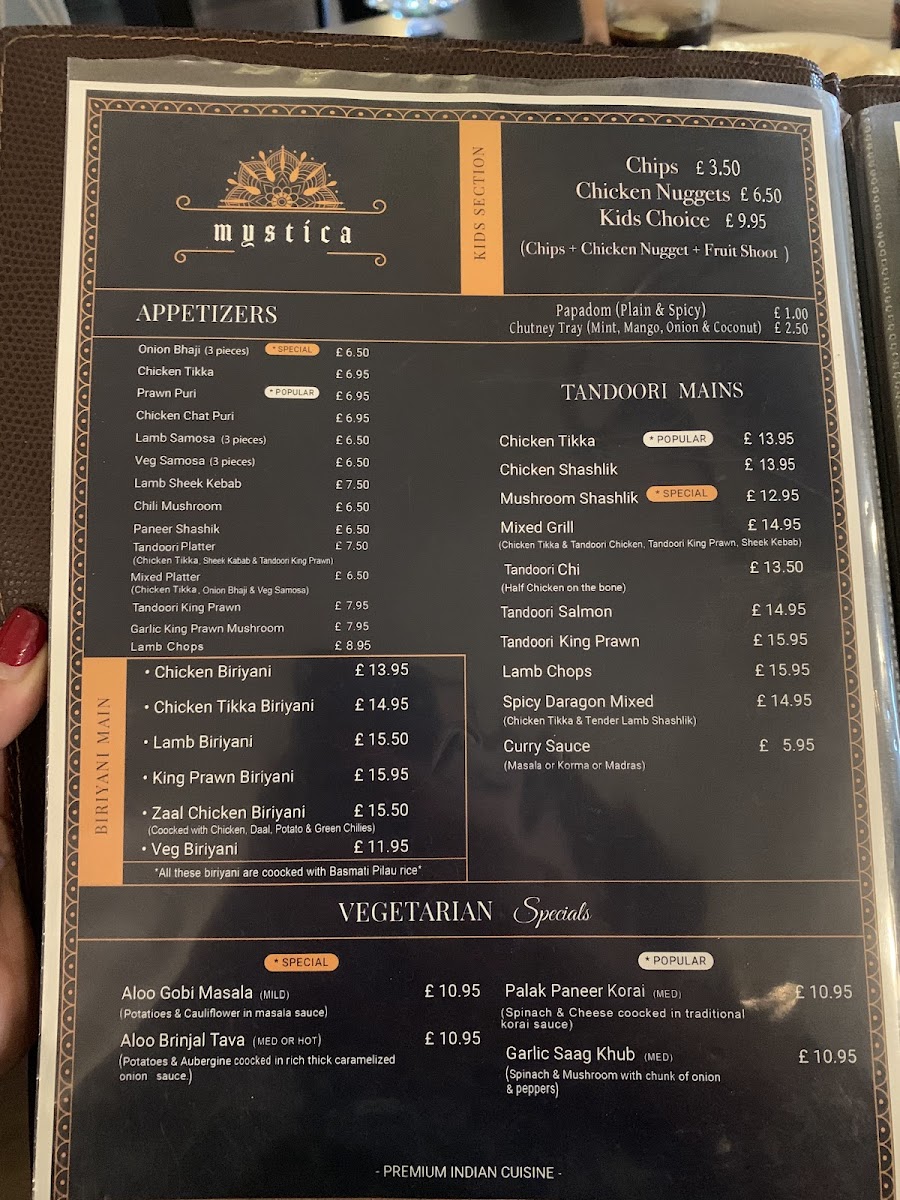 mystica
KIDS SECTION
Chips £ 3.50
Chicken Nuggets £ 6.50
Kids Choice £ 9.95
(Chips + Chicken Nugget + Fruit Shoot )
APPETIZERS
Papadom (Plain & Spicy) £ 1.00
Chutney Tray (Mint, Mango, Onion & Coconut) £ 2.50
Onion Bhaji (3 pieces) * SPECIAL £ 6.50
Chicken Tikka £ 6.95
Prawn Puri * POPULAR £ 6.95
Chicken Chat Puri £ 6.95
Lamb Samosa (3 pieces) £ 6.50
Veg Samosa (3 pieces) £ 6.50
Lamb Sheek Kebab £ 7.50
Chili Mushroom £ 6.50
Paneer Shashik £ 6.50
Tandoori Platter £ 7.50
(Chicken Tikka, Sheek Kabab & Tandoori King Prawn)
Mixed Platter £ 6.50
(Chicken Tikka, Onion Bhaji & Veg Samosa)
Tandoori King Prawn £ 7.95
Garlic King Prawn Mushroom £ 7.95
Lamb Chops £ 8.95
TANDOORI MAINS
Chicken Tikka * POPULAR £ 13.95
Chicken Shashlik £ 13.95
Mushroom Shashlik * SPECIAL £ 12.95
Mixed Grill £ 14.95
(Chicken Tikka & Tandoori Chicken, Tandoori King Prawn, Sheek Kebab)
Tandoori Chi £ 13.50
(Half Chicken on the bone)
Tandoori Salmon £ 14.95
Tandoori King Prawn £ 15.95
Lamb Chops £ 15.95
Spicy Daragon Mixed £ 14.95
(Chicken Tikka & Tender Lamb Shashlik)
Curry Sauce £ 5.95
(Masala or Korma or Madras)
BIRIYANI MAIN
• Chicken Biriyani £ 13.95
• Chicken Tikka Biriyani £ 14.95
• Lamb Biriyani £ 15.50
• King Prawn Biriyani £ 15.95
• Zaal Chicken Biriyani £ 15.50
(Coocked with Chicken, Daal, Potato & Green Chilies)
• Veg Biriyani £ 11.95
*All these biriyani are coocked with Basmati Pilau rice*
VEGETARIAN Specials
* SPECIAL
Aloo Gobi Masala (MILD) £ 10.95
(Potatioes & Cauliflower in masala sauce)
Aloo Brinjal Tava (MED OR HOT) £ 10.95
(Potatoes & Aubergine coocked in rich thick caramelized
onion sauce.)
* POPULAR
Palak Paneer Korai (MED) £ 10.95
(Spinach & Cheese coocked in traditional
korai sauce)
Garlic Saag Khub (MED) £ 10.95
(Spinach & Mushroom with chunk of onion
& peppers)
- PREMIUM INDIAN CUISINE -